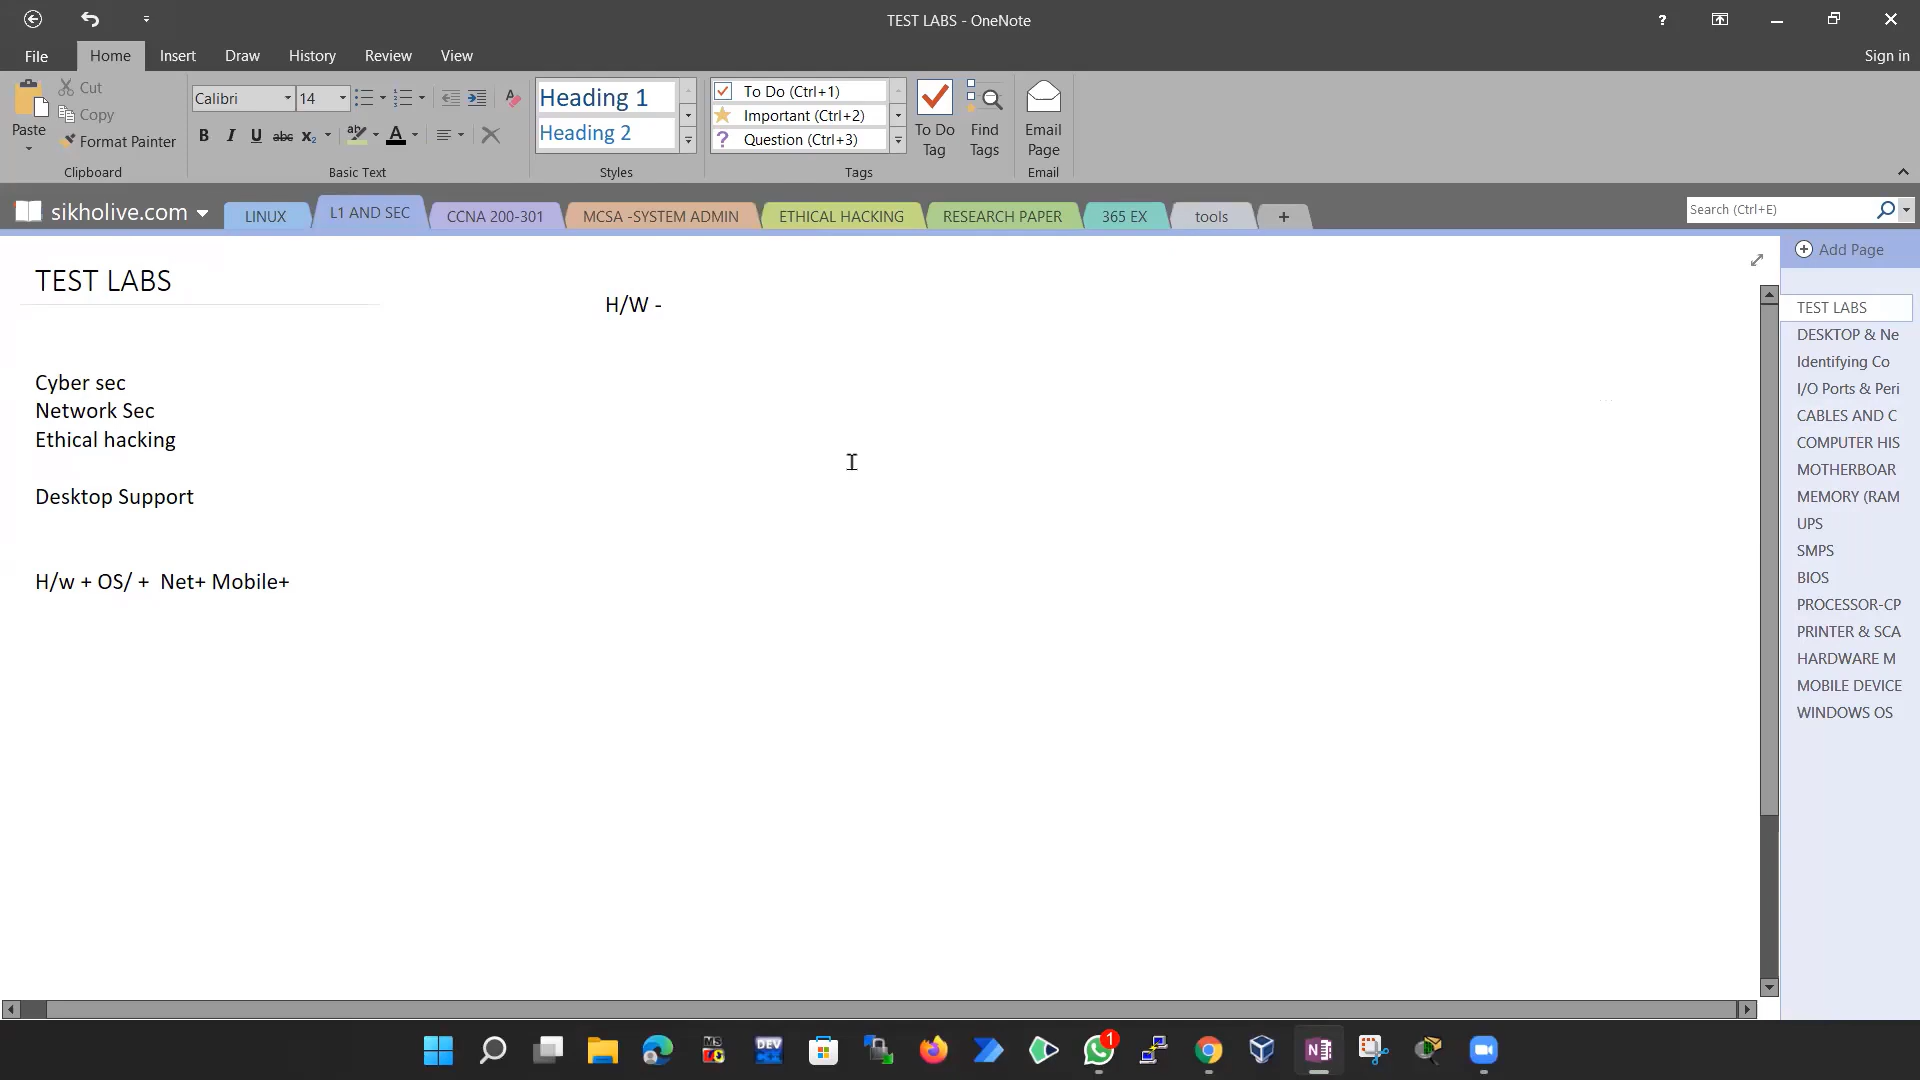 TEST LABS - OneNote
?
File
Home
Insert
Draw
History
Review
View
Sign in
Paste
Cut
Copy
Format Painter
Clipboard
Calibri
14
B I U abc X₂ A
Basic Text
Heading 1
Heading 2
Styles
To Do (Ctrl+1)
Important (Ctrl+2)
? Question (Ctrl+3)
Tags
To Do
Tag
Find
Tags
Email
Page
Email
sikholive.com
LINUX
L1 AND SEC
CCNA 200-301
MCSA -SYSTEM ADMIN
ETHICAL HACKING
RESEARCH PAPER
365 EX
tools
+
Search (Ctrl+E)
TEST LABS
H/W -
Cyber sec
Network Sec
Ethical hacking
Desktop Support
H/w + OS/ +  Net+ Mobile+
Add Page
TEST LABS
DESKTOP & Ne
Identifying Co
I/O Ports & Peri
CABLES AND C
COMPUTER HIS
MOTHERBOAR
MEMORY (RAM
UPS
SMPS
BIOS
PROCESSOR-CP
PRINTER & SCA
HARDWARE M
MOBILE DEVICE
WINDOWS OS
MS
DEV
1
N